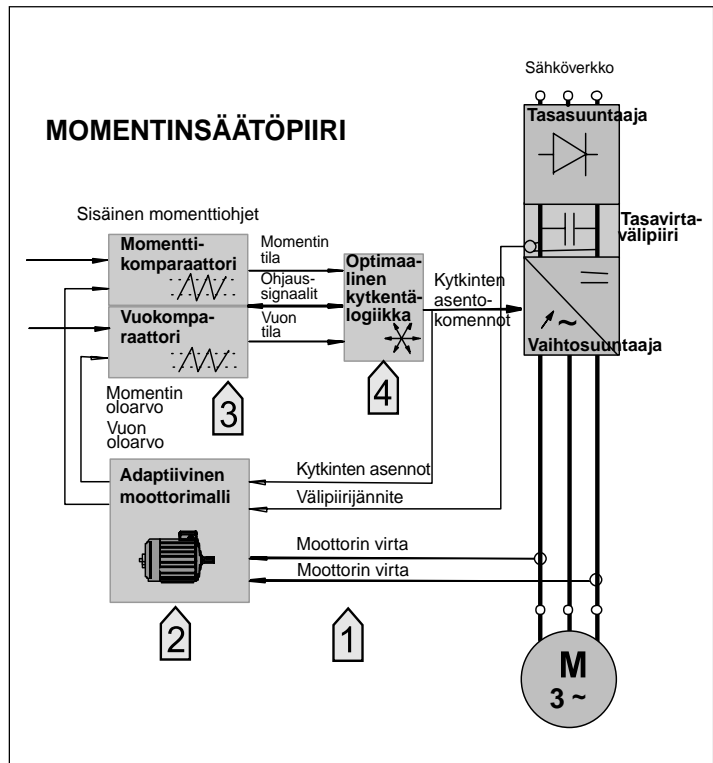 Sähköverkko
MOMENTINSÄÄTÖPIIRI
Tasasuuntaaja
Sisäinen momenttiohjet
Tasavirta-
välipiiri
Momentti-
komparaattori
Momentin
tila
Optimaa-
linen
kytkentä-
logiikka
Ohjaus-
signaalit
Kytkinten
asento-
komennot
Vuokompa-
raattori
Vuon
tila
~
Vaihtosuuntaaja
Momentin
oloarvo
Vuon
oloarvo
3
4
Adaptiivinen
moottorimalli
Kytkinten asennot
Välipiirijännite
Moottorin virta
Moottorin virta
2
1
M
3 ~